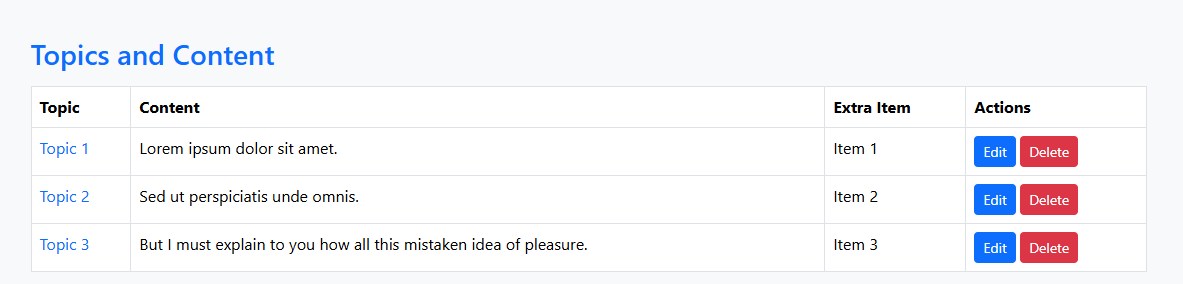 Topics and Content
Topic Content Extra Item Actions
Topic 1 Lorem ipsum dolor sit amet. Item 1 Edit Delete
Topic 2 Sed ut perspiciatis unde omnis. Item 2 Edit Delete
Topic 3 But I must explain to you how all this mistaken idea of pleasure. Item 3 Edit Delete